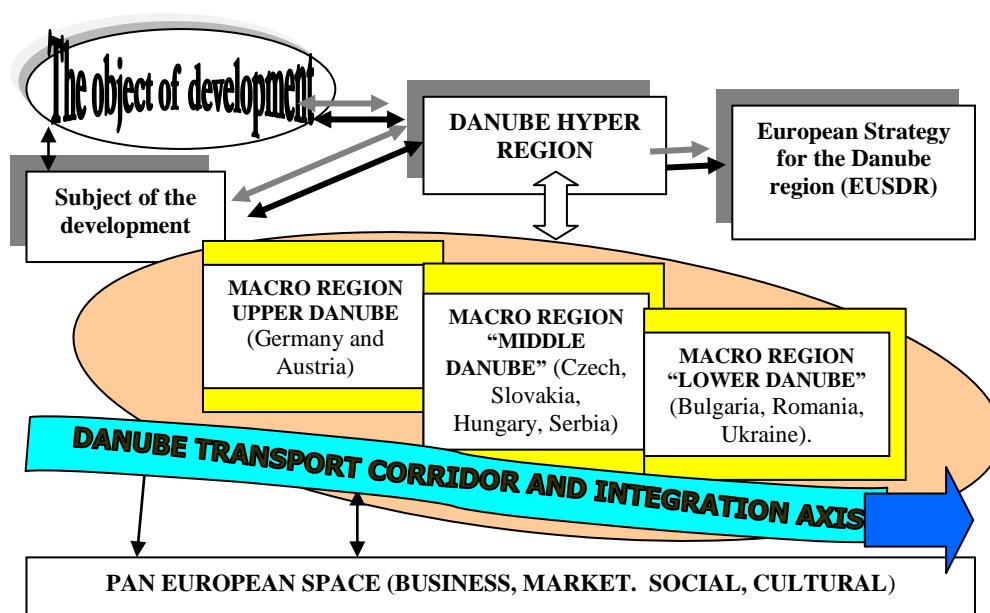 The object of development
DANUBE HYPER
REGION
European Strategy
for the Danube
region (EUSDR)
Subject of the
development
MACRO REGION
UPPER DANUBE
(Germany and
Austria)
MACRO REGION
“MIDDLE
DANUBE” (Czech,
Slovakia,
Hungary, Serbia)
MACRO REGION
“LOWER DANUBE”
(Bulgaria, Romania,
Ukraine).
DANUBE TRANSPORT CORRIDOR AND INTEGRATION AXIS
PAN EUROPEAN SPACE (BUSINESS, MARKET. SOCIAL, CULTURAL)